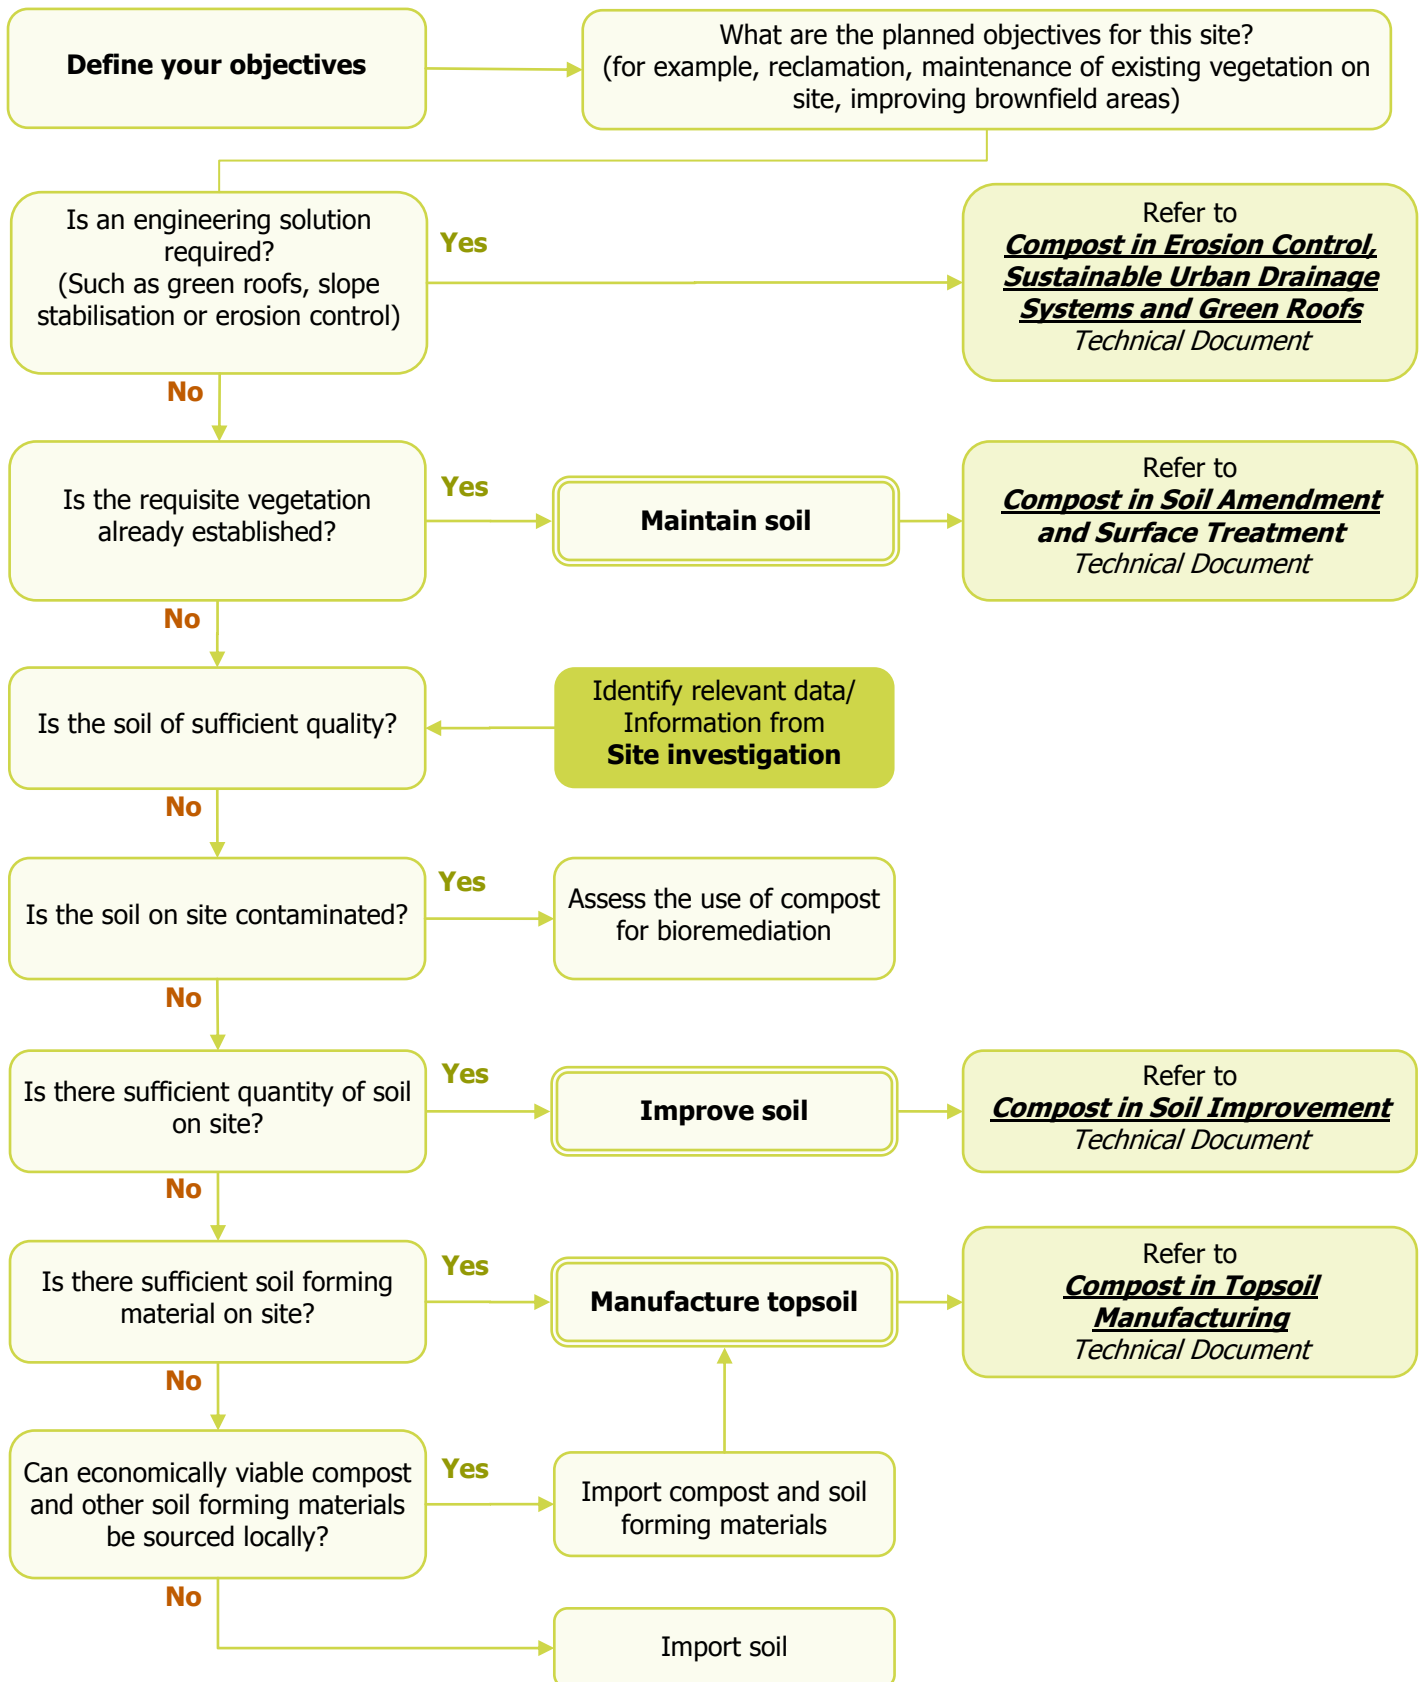 Define your objectives
What are the planned objectives for this site?
(for example, reclamation, maintenance of existing vegetation on
site, improving brownfield areas)
Is an engineering solution
required?
(Such as green roofs, slope
stabilisation or erosion control)
Yes
Refer to
Compost in Erosion Control,
Sustainable Urban Drainage
Systems and Green Roofs
Technical Document
No
Is the requisite vegetation
already established?
Yes
Maintain soil
Refer to
Compost in Soil Amendment
and Surface Treatment
Technical Document
No
Is the soil of sufficient quality?
Identify relevant data/
Information from
Site investigation
No
Is the soil on site contaminated?
Yes
Assess the use of compost
for bioremediation
No
Is there sufficient quantity of soil
on site?
Yes
Improve soil
Refer to
Compost in Soil Improvement
Technical Document
No
Is there sufficient soil forming
material on site?
Yes
Manufacture topsoil
Refer to
Compost in Topsoil
Manufacturing
Technical Document
No
Can economically viable compost
and other soil forming materials
be sourced locally?
Yes
Import compost and soil
forming materials
No
Import soil